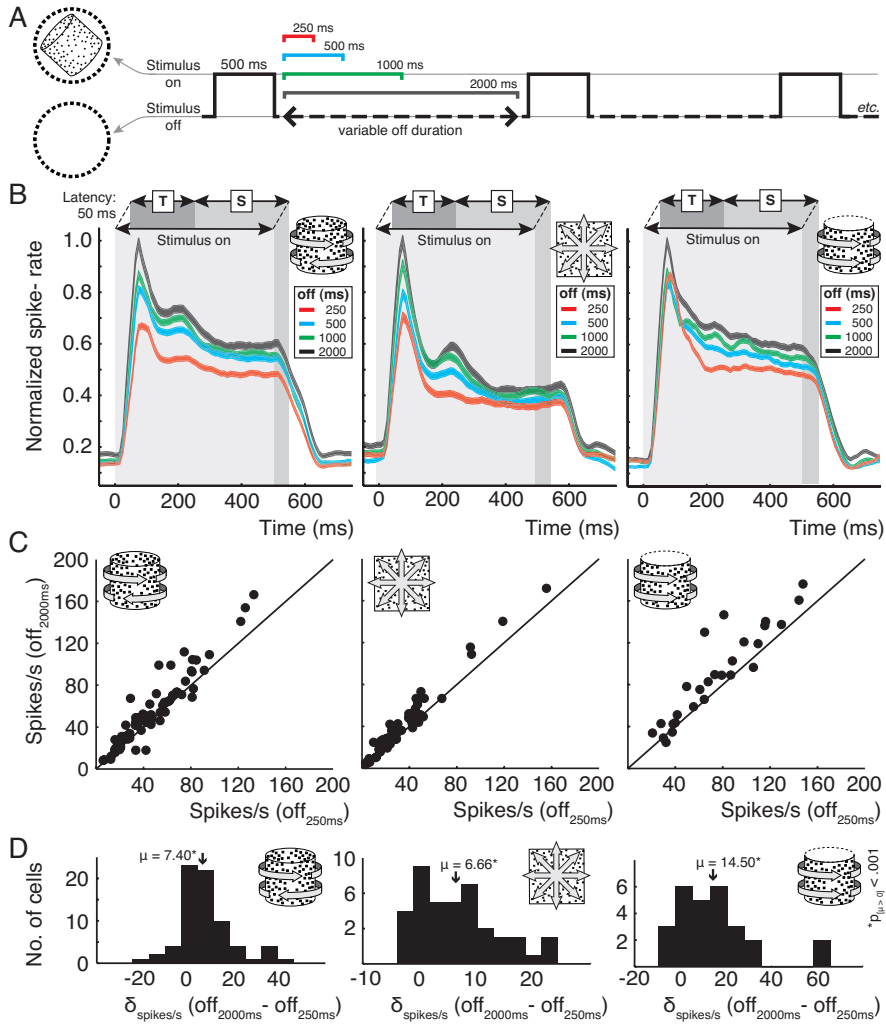 A
250 ms
500 ms
1000 ms
2000 ms
Stimulus
on
500 ms
Stimulus
off
variable off duration
etc.
B
Latency:
50 ms
T
S
Stimulus on
T
S
Stimulus on
T
S
Stimulus on
Normalized spike- rate
1.0
0.8
0.6
0.4
0.2
off (ms)
250
500
1000
2000
off (ms)
250
500
1000
2000
off (ms)
250
500
1000
2000
0 200 400 600
0 200 400 600
0 200 400 600
Time (ms)
Time (ms)
Time (ms)
C
Spikes/s (off2000ms)
200
160
120
80
40
40 80 120 160 200
40 80 120 160 200
40 80 120 160 200
Spikes/s (off250ms)
Spikes/s (off250ms)
Spikes/s (off250ms)
D
No. of cells
μ = 7.40*
20
10
0
-20 0 20 40
μ = 6.66*
10
8
6
4
2
-10 0 10 20
μ = 14.50*
6
4
2
-20 0 20 40 60
*p(μ < 0) < .001
δspikes/s (off2000ms- off250ms)
δspikes/s (off2000ms- off250ms)
δspikes/s (off2000ms- off250ms)